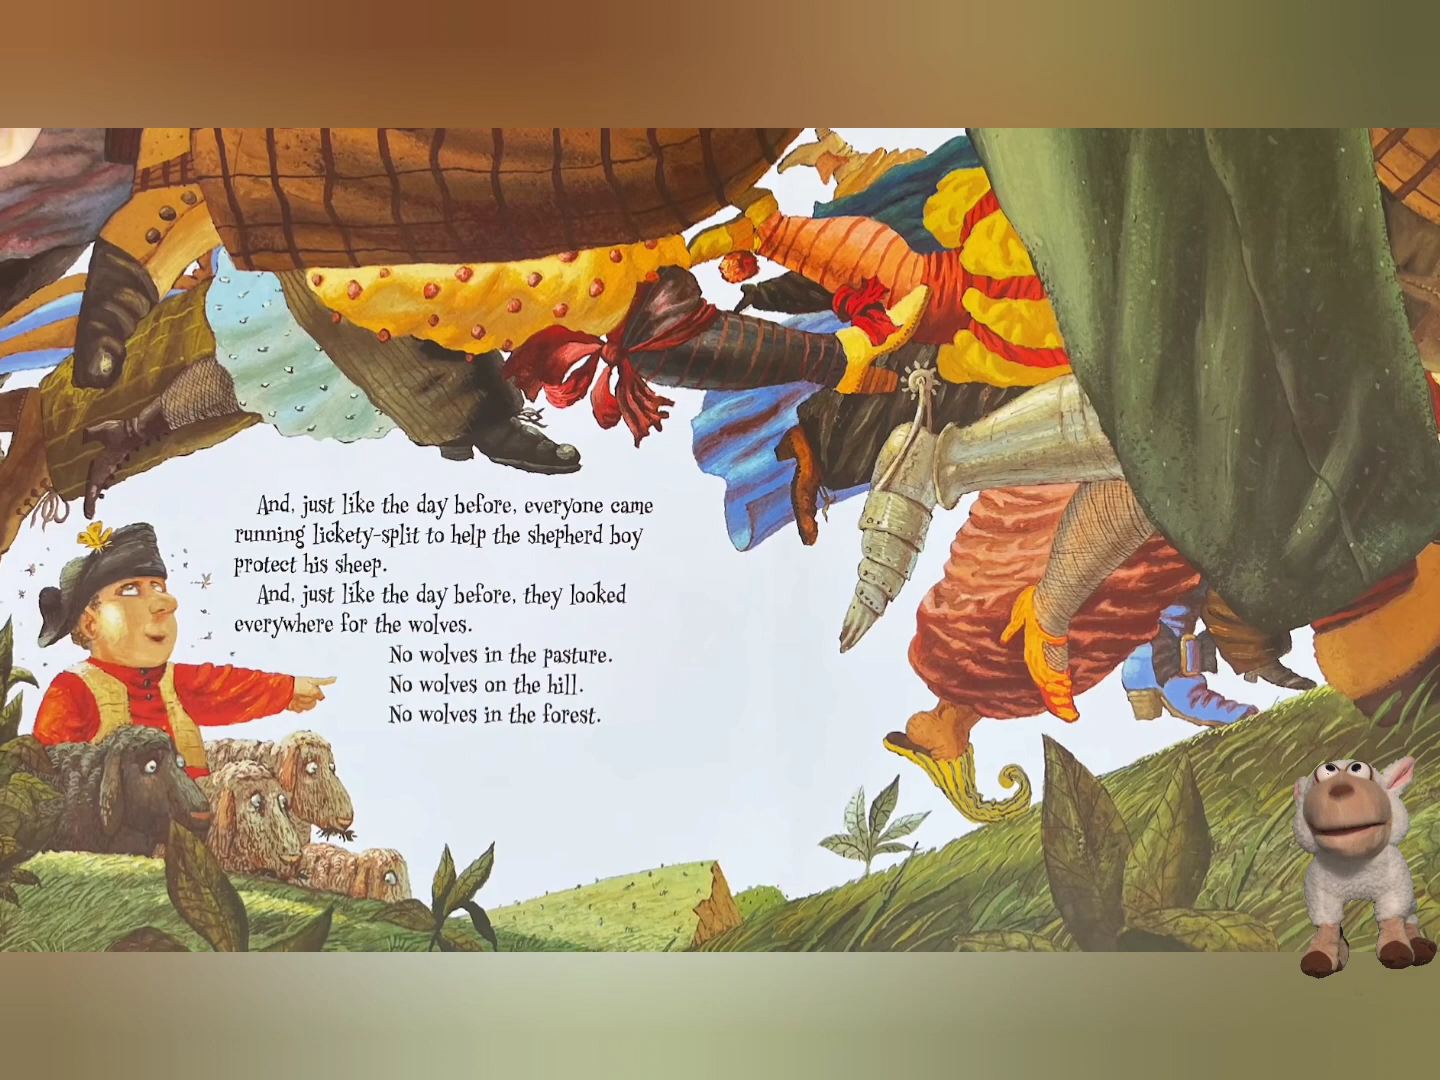 And, just like the day before, everyone came
running lickety-split to help the shepherd boy
protect his sheep.
And, just like the day before, they looked
everywhere for the wolves.
No wolves in the pasture.
No wolves on the hill.
No wolves in the forest.